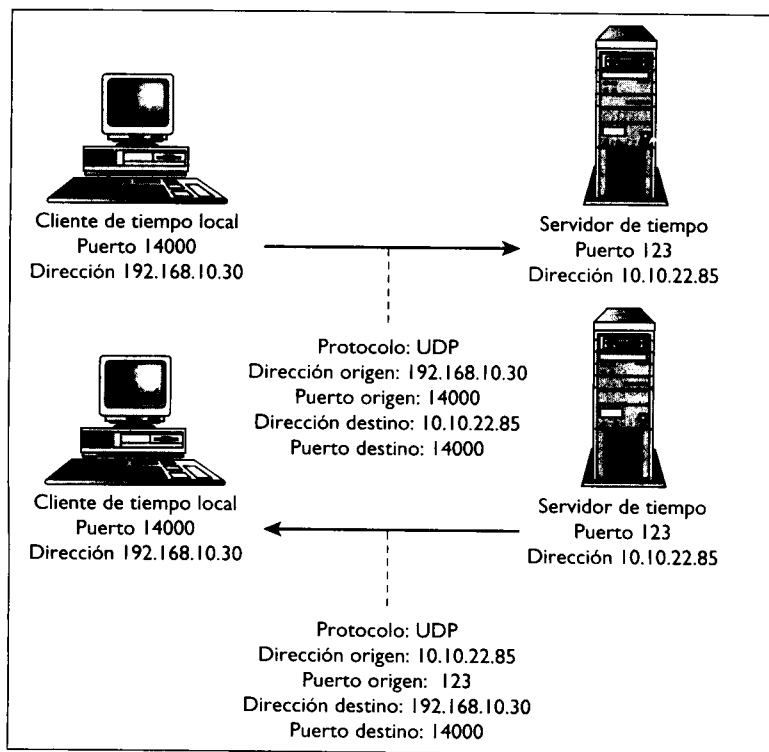 Cliente de tiempo local
Puerto 14000
Dirección 192.168.10.30
Servidor de tiempo
Puerto 123
Dirección 10.10.22.85
Protocolo: UDP
Dirección origen: 192.168.10.30
Puerto origen: 14000
Dirección destino: 10.10.22.85
Puerto destino: 14000
Cliente de tiempo local
Puerto 14000
Dirección 192.168.10.30
Servidor de tiempo
Puerto 123
Dirección 10.10.22.85
Protocolo: UDP
Dirección origen: 10.10.22.85
Puerto origen: 123
Dirección destino: 192.168.10.30
Puerto destino: 14000